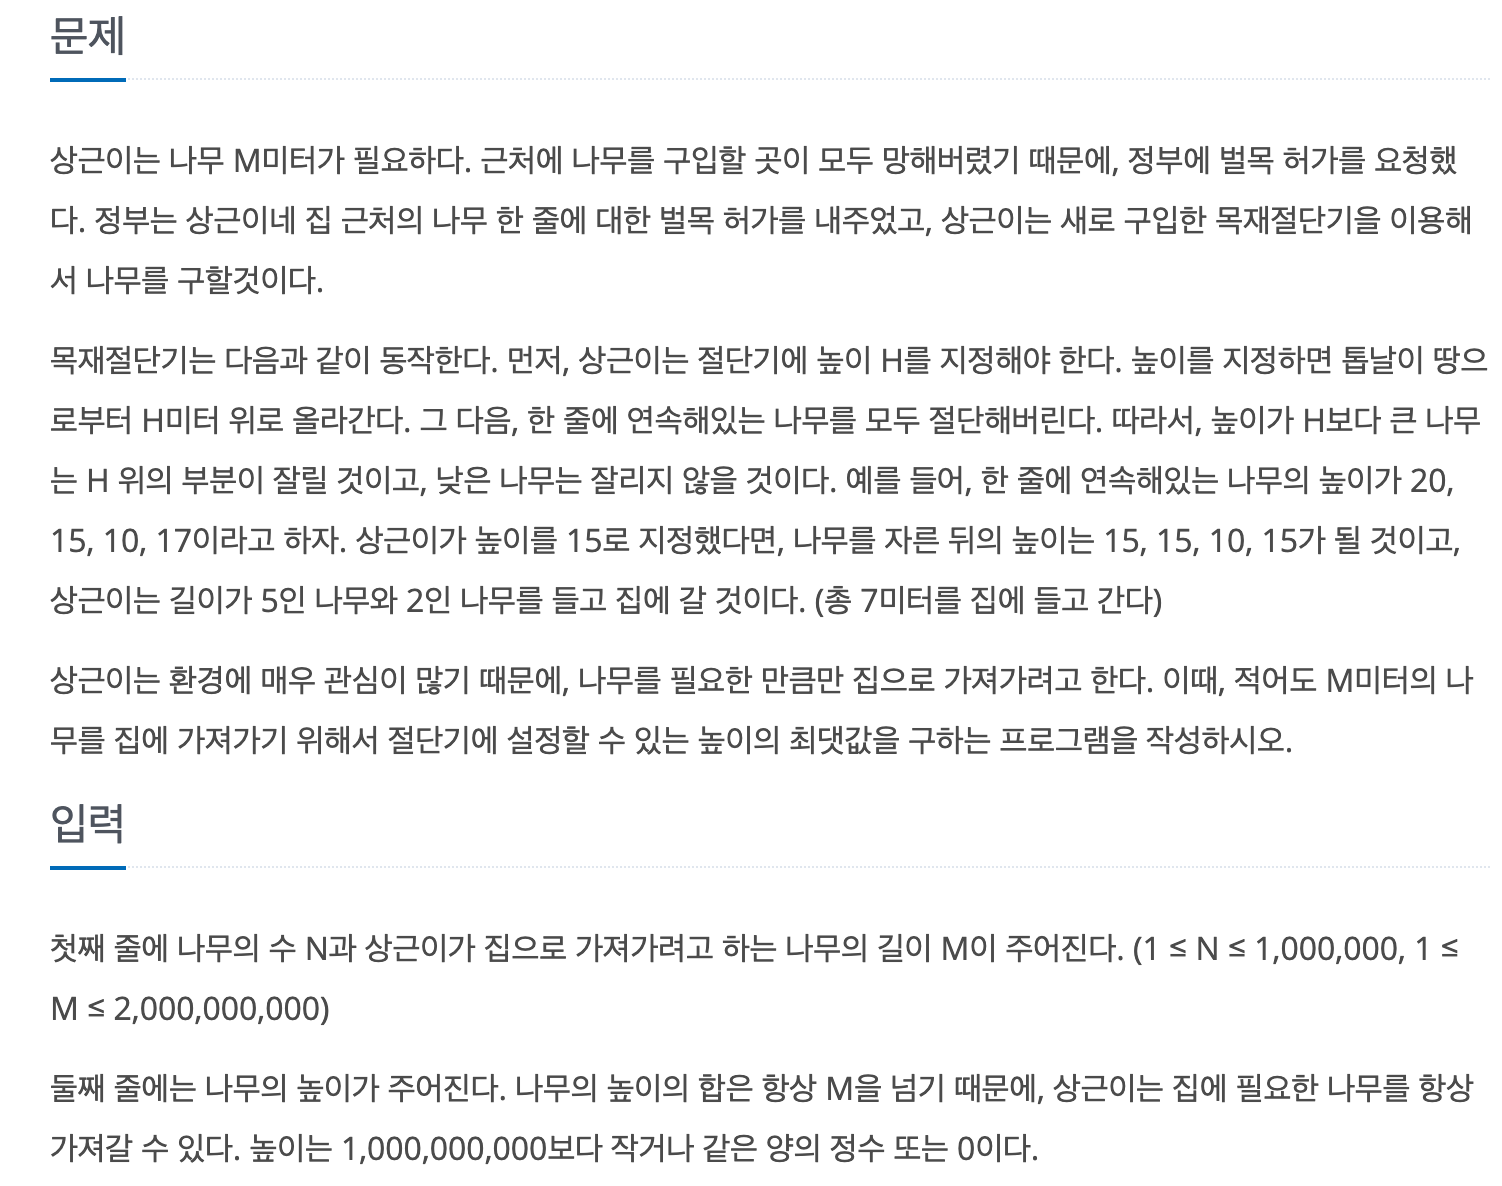 문제
상근이는 나무 M미터가 필요하다. 근처에 나무를 구입할 곳이 모두 망해버렸기 때문에, 정부에 벌목 허가를 요청했
다. 정부는 상근이네 집 근처의 나무 한 줄에 대한 벌목 허가를 내주었고, 상근이는 새로 구입한 목재절단기을 이용해
서 나무를 구할것이다.
목재절단기는 다음과 같이 동작한다. 먼저, 상근이는 절단기에 높이 H를 지정해야 한다. 높이를 지정하면 톱날이 땅으
로부터 H미터 위로 올라간다. 그 다음, 한 줄에 연속해있는 나무를 모두 절단해버린다. 따라서, 높이가 H보다 큰 나무
는 H 위의 부분이 잘릴 것이고, 낮은 나무는 잘리지 않을 것이다. 예를 들어, 한 줄에 연속해있는 나무의 높이가 20,
15, 10, 17이라고 하자. 상근이가 높이를 15로 지정했다면, 나무를 자른 뒤의 높이는 15, 15, 10, 15가 될 것이고,
상근이는 길이가 5인 나무와 2인 나무를 들고 집에 갈 것이다. (총 7미터를 집에 들고 간다)
상근이는 환경에 매우 관심이 많기 때문에, 나무를 필요한 만큼만 집으로 가져가려고 한다. 이때, 적어도 M미터의 나
무를 집에 가져가기 위해서 절단기에 설정할 수 있는 높이의 최댓값을 구하는 프로그램을 작성하시오.
입력
첫째 줄에 나무의 수 N과 상근이가 집으로 가져가려고 하는 나무의 길이 M이 주어진다. (1 ≤ N ≤ 1,000,000, 1 ≤
M ≤ 2,000,000,000)
둘째 줄에는 나무의 높이가 주어진다. 나무의 높이의 합은 항상 M을 넘기 때문에, 상근이는 집에 필요한 나무를 항상
가져갈 수 있다. 높이는 1,000,000,000보다 작거나 같은 양의 정수 또는 0이다.